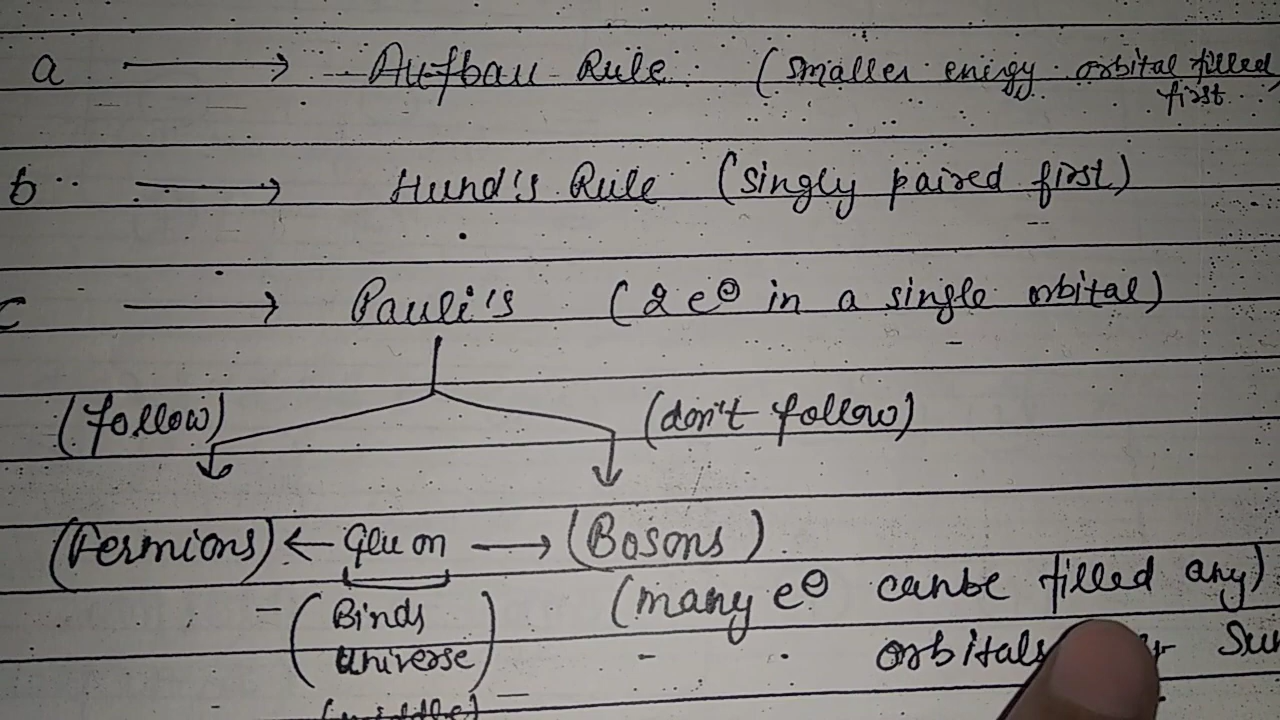 a → Aufbau Rule (smaller energy orbital filled
first
b → Hund's Rule (singly paired first)
c → Pauli's (2 e⊖ in a single orbital)
(follow) (don't follow)
(Fermions) ← Gluon → (Bosons)
(many e⊖ canbe filled any)
(Binds
universe)
orbitals
(middle)